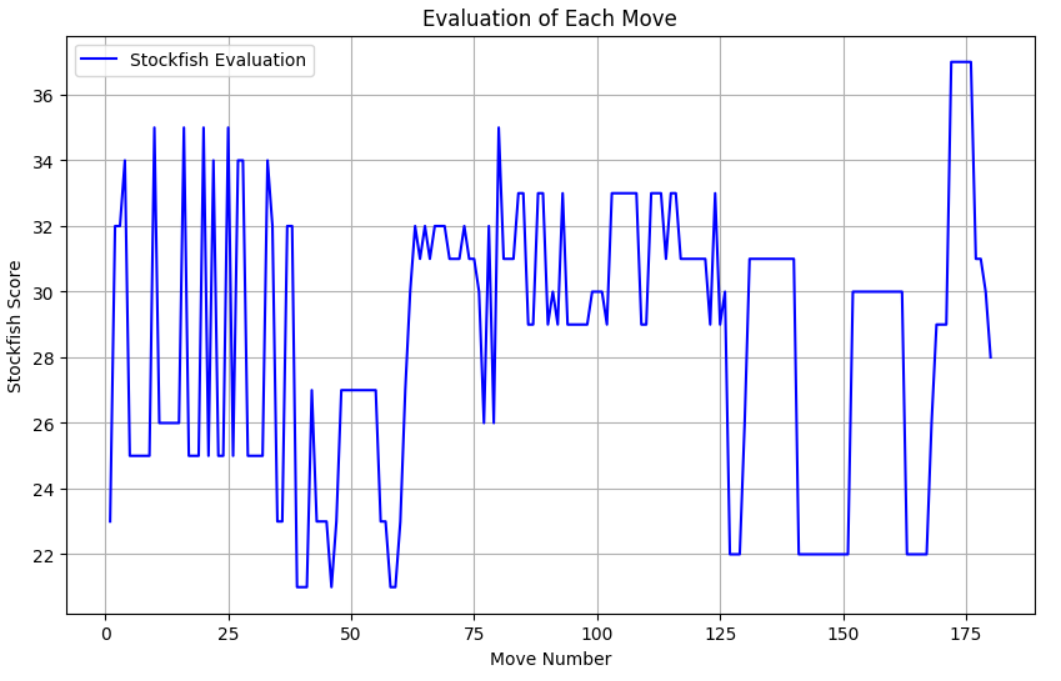 Evaluation of Each Move
Stockfish Evaluation
Stockfish Score
36
34
32
30
28
26
24
22
0 25 50 75 100 125 150 175
Move Number